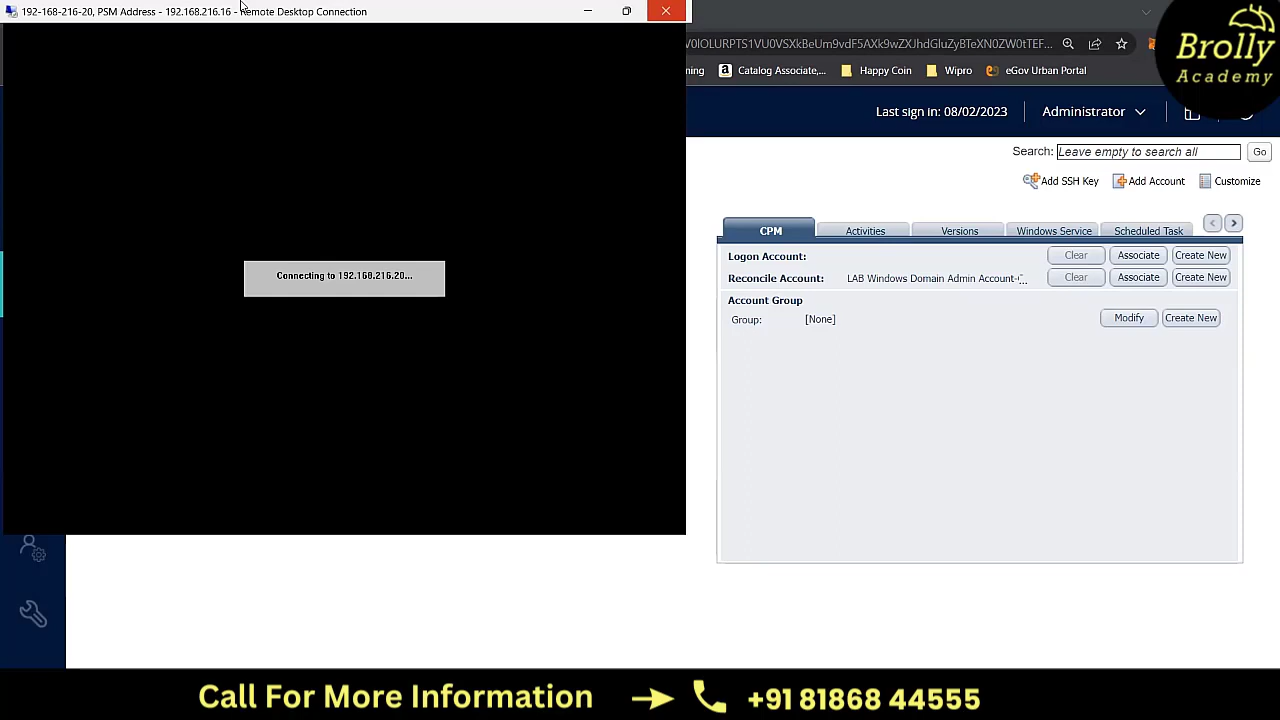 192-168-216-20, PSM Address - 192.168.216.16 - Remote Desktop Connection
Brolly
Academy
Catalog Associate,...
Happy Coin
Wipro
eGov Urban Portal
Last sign in: 08/02/2023
Administrator
Search:
Leave empty to search all
Go
Add SSH Key
Add Account
Customize
CPM
Activities
Versions
Windows Service
Scheduled Task
Logon Account:
Clear
Associate
Create New
Reconcile Account:
LAB Windows Domain Admin Account-
Clear
Associate
Create New
Connecting to 192.168.216.20...
Account Group
Group:
[None]
Modify
Create New
Call For More Information
+91 81868 44555